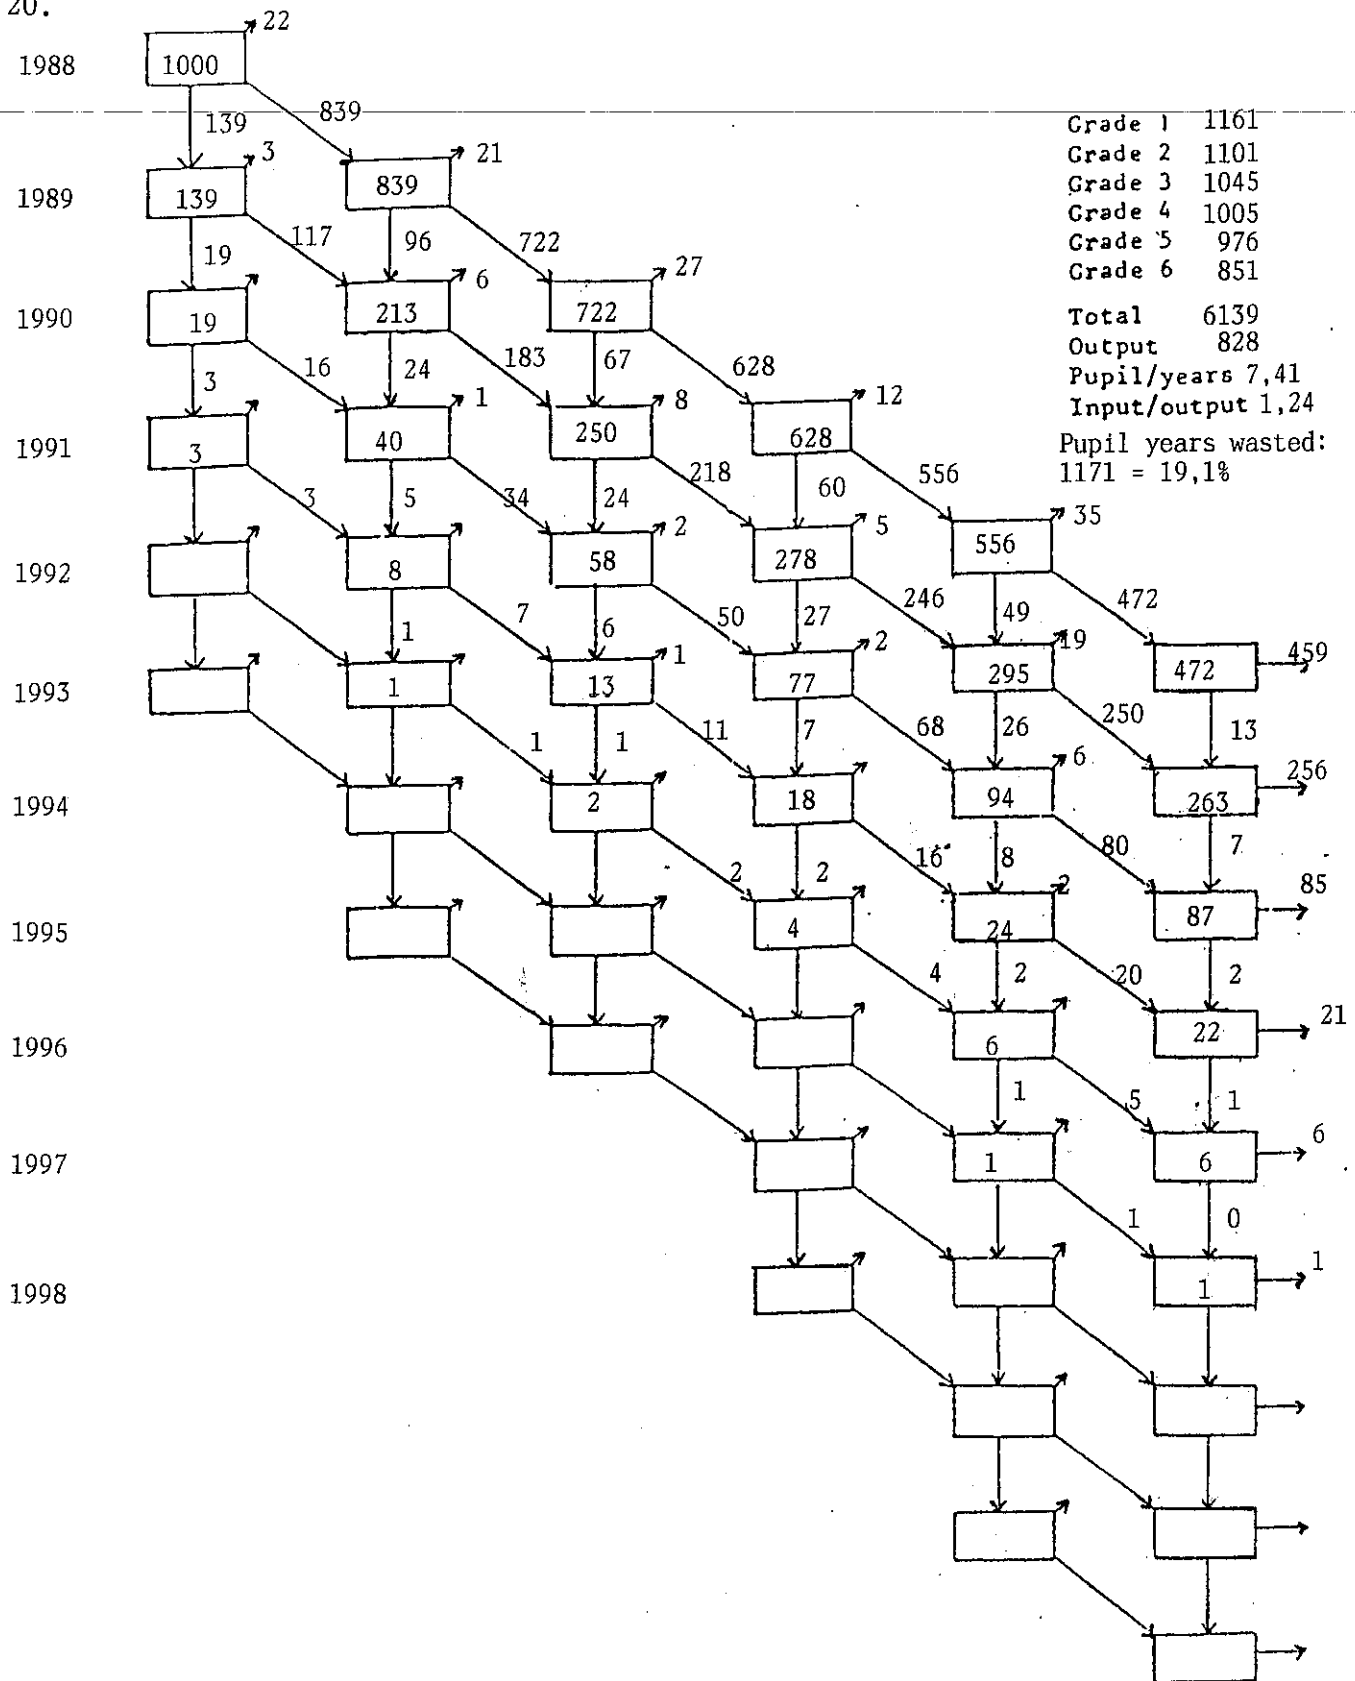 20.
22
1988 1000
139 839
Grade 1 1161
3 21
Grade 2 1101
1989 139 839
Grade 3 1045
Grade 4 1005
19 117 96 722
Grade 5 976
6 27
Grade 6 851
1990 19 213 722
Total 6139
Output 828
3 16 24 183 67 628
Pupil/years 7,41
1 8 12
Input/output 1,24
1991 3 40 250 628
Pupil years wasted:
1171 = 19,1%
3 5 34 24 218 60 556
2 5 35
1992 8 58 278 556
1 7 6 50 27 246 49 472
1 2 19 459
1993 1 13 77 295 472
1 1 11 7 68 26 250 13
6 256
1994 2 18 94 263
2 2 16 8 80 7
2 85
1995 4 24 87
4 2 20 2
21
1996 6 22
1 5 1
6
1997 1 6
1 0
1
1998 1